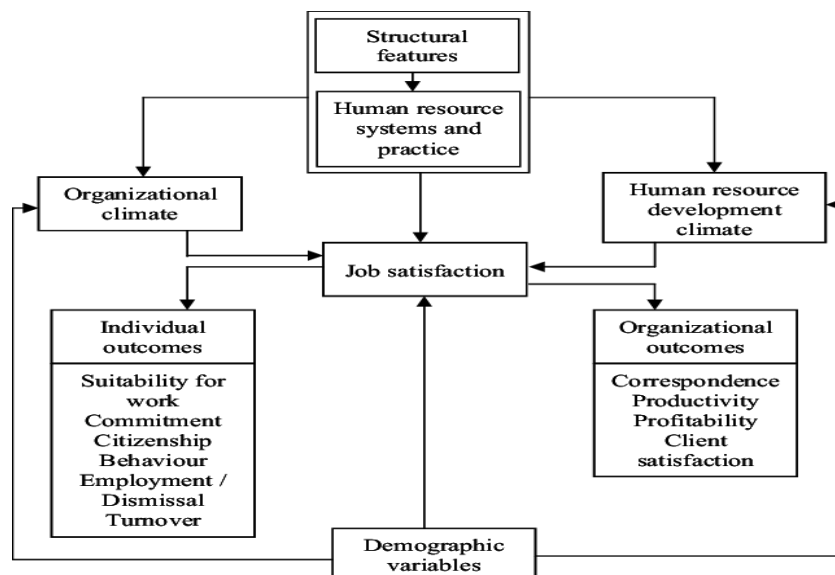 Structural
features
Human resource
systems and
practice
Organizational
climate
Human resource
development
climate
Job satisfaction
Individual
outcomes
Suitability for
work
Commitment
Citizenship
Behaviour
Employment /
Dismissal
Turnover
Organizational
outcomes
Correspondence
Productivity
Profitability
Client
satisfaction
Demographic
variables